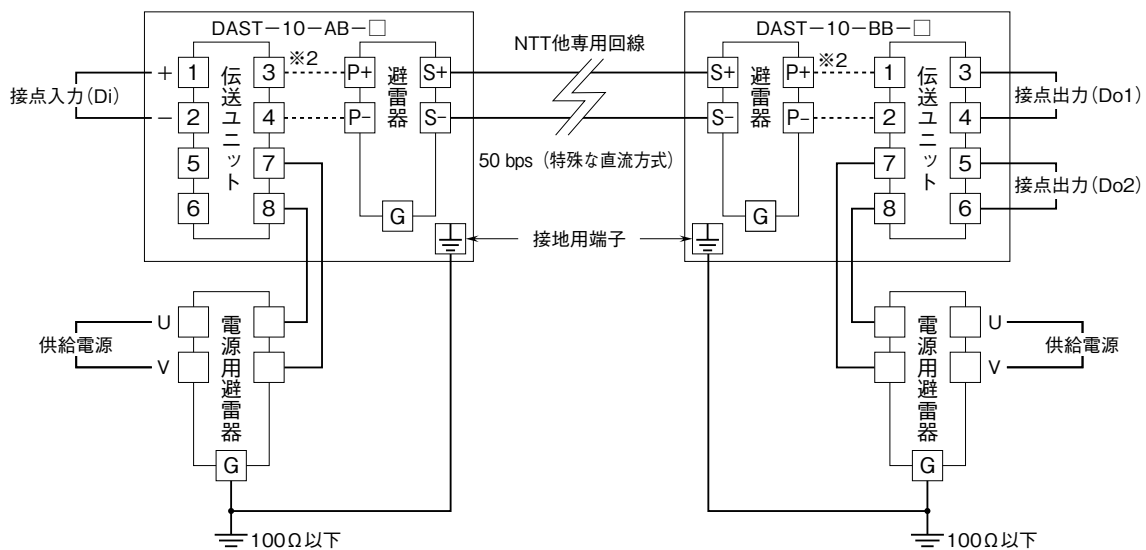 DAST－10－AB－□
DAST－10－BB－□
NTT他専用回線
50 bps（特殊な直流方式）
接点入力（Di）
＋
－
1
2
5
6
3
4
7
8
伝送ユニット
※2
P+
P-
避雷器
S+
S-
G
S+
S-
避雷器
P+
P-
G
※2
1
2
7
8
伝送ユニット
3
4
5
6
接点出力（Do1）
接点出力（Do2）
接地用端子
供給電源
U
V
電源用避雷器
G
100Ω以下
電源用避雷器
U
V
供給電源
G
100Ω以下